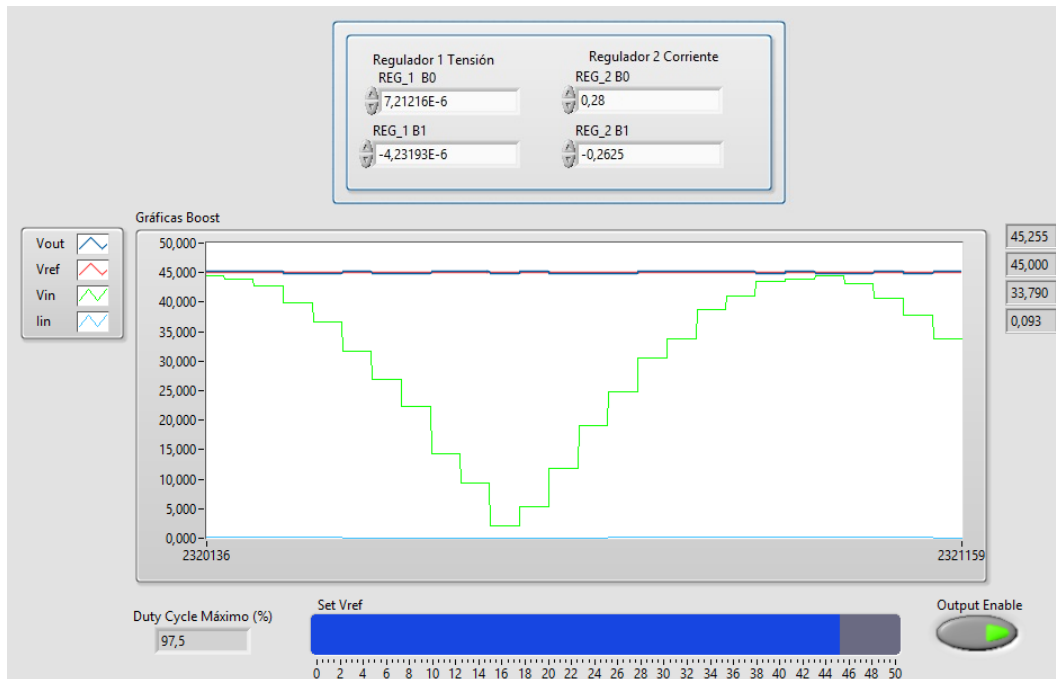 Regulador 1 Tensión
Regulador 2 Corriente
REG_1 B0
REG_2 B0
7,21216E-6
0,28
REG_1 B1
REG_2 B1
-4,23193E-6
-0,2625
Gráficas Boost
Vout
Vref
Vin
Iin
50,000
45,000
40,000
35,000
30,000
25,000
20,000
15,000
10,000
5,000
0,000
2320136
2321159
45,255
45,000
33,790
0,093
Duty Cycle Máximo (%)
97,5
Set Vref
0 2 4 6 8 10 12 14 16 18 20 22 24 26 28 30 32 34 36 38 40 42 44 46 48 50
Output Enable